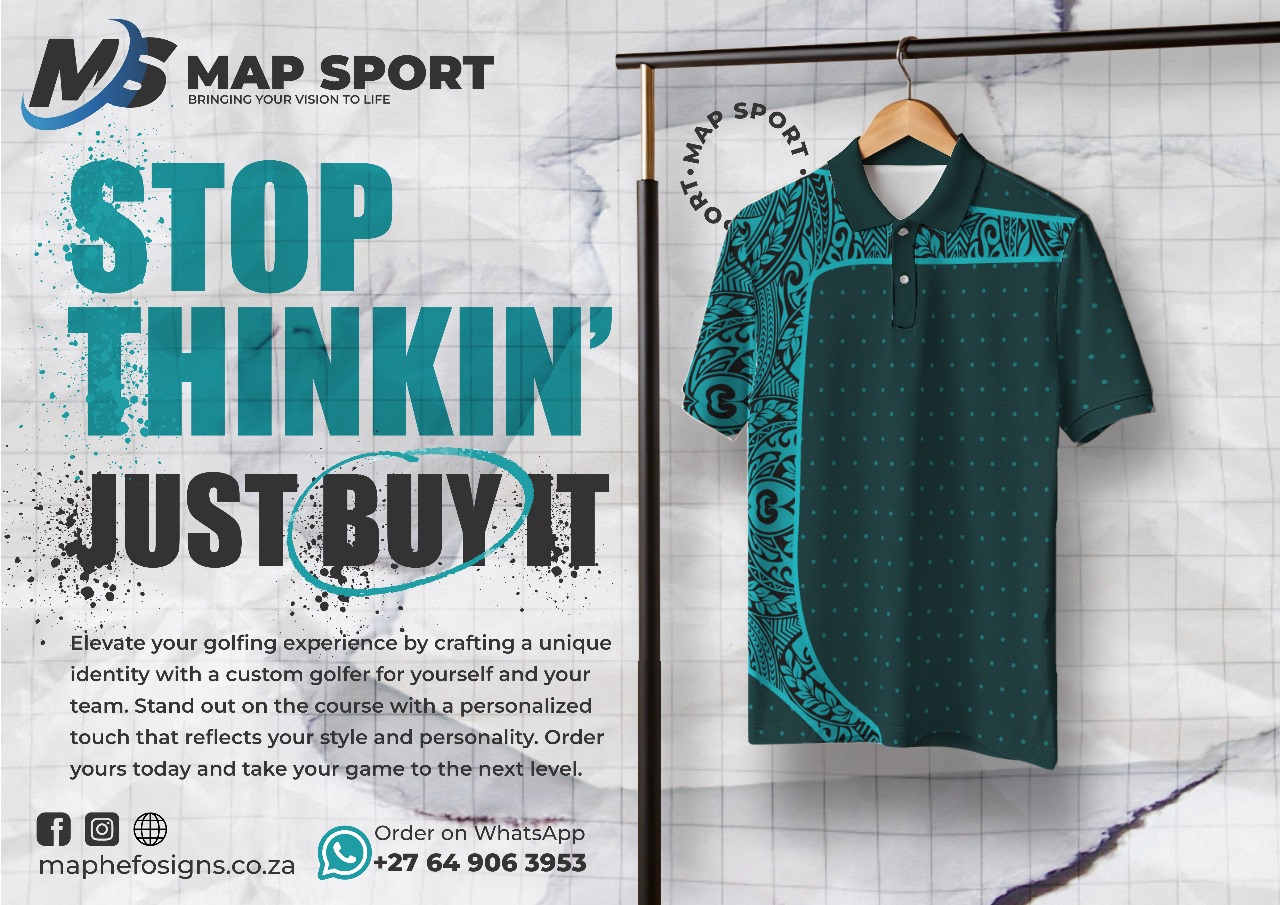 MS MAP SPORT
BRINGING YOUR VISION TO LIFE
STOP
THINKIN’
JUST BUY IT
• Elevate your golfing experience by crafting a unique
identity with a custom golfer for yourself and your
team. Stand out on the course with a personalized
touch that reflects your style and personality. Order
yours today and take your game to the next level.
maphefosigns.co.za
Order on WhatsApp
+27 64 906 3953
• MAP SPORT •
PORT